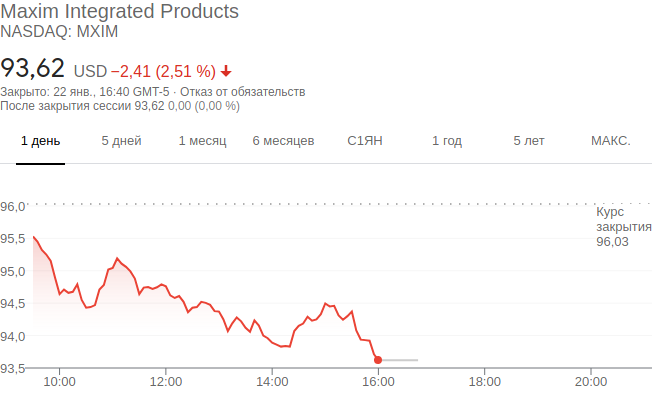 Maxim Integrated Products
NASDAQ: MXIM
93,62 USD −2,41 (2,51 %)
Закрыто: 22 янв., 16:40 GMT-5 · Отказ от обязательств
После закрытия сессии 93,62 0,00 (0,00 %)
1 день 5 дней 1 месяц 6 месяцев С1ЯН 1 год 5 лет МАКС.
96,0
Курс
закрытия
96,03
95,5
95,0
94,5
94,0
93,5
10:00 12:00 14:00 16:00 18:00 20:00